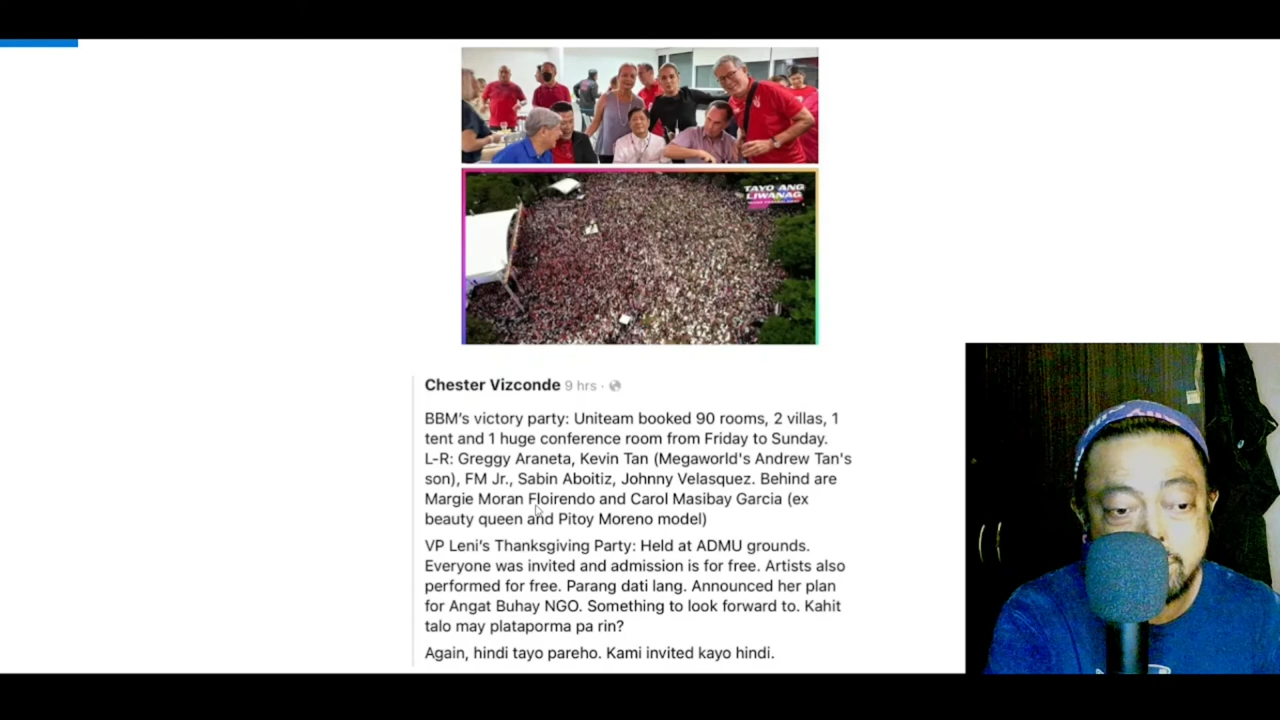 TAYO ANG
LIWANAG
Chester Vizconde 9 hrs ·
BBM's victory party: Uniteam booked 90 rooms, 2 villas, 1
tent and 1 huge conference room from Friday to Sunday.
L-R: Greggy Araneta, Kevin Tan (Megaworld's Andrew Tan's
son), FM Jr., Sabin Aboitiz, Johnny Velasquez. Behind are
Margie Moran Floirendo and Carol Masibay Garcia (ex
beauty queen and Pitoy Moreno model)
VP Leni's Thanksgiving Party: Held at ADMU grounds.
Everyone was invited and admission is for free. Artists also
performed for free. Parang dati lang. Announced her plan
for Angat Buhay NGO. Something to look forward to. Kahit
talo may plataporma pa rin?
Again, hindi tayo pareho. Kami invited kayo hindi.